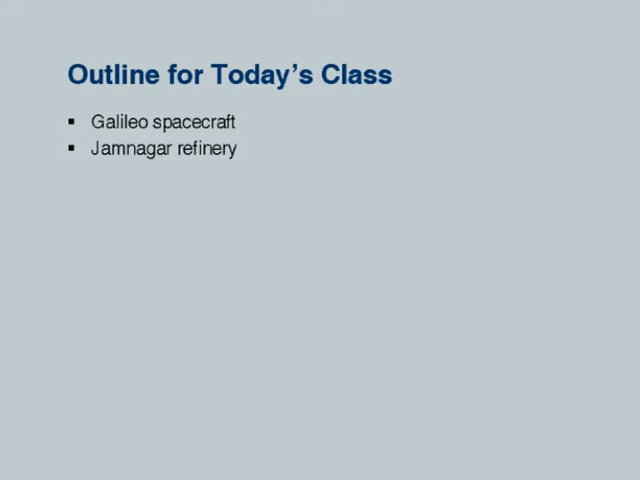 Outline for Today’s Class
▪ Galileo spacecraft
▪ Jamnagar refinery